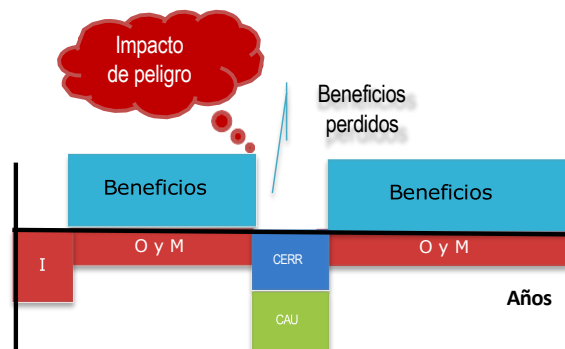 Impacto
de peligro
Beneficios
perdidos
Beneficios
Beneficios
I
O y M
CERR
O y M
CAU
Años